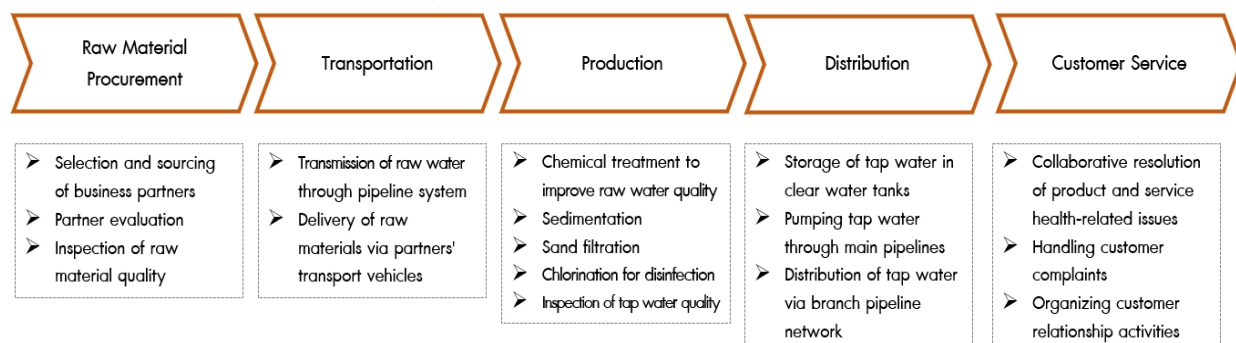 Raw Material
Procurement
Transportation
Production
Distribution
Customer Service
➢ Selection and sourcing
of business partners
➢ Partner evaluation
➢ Inspection of raw
material quality
➢ Transmission of raw water
through pipeline system
➢ Delivery of raw
materials via partners'
transport vehicles
➢ Chemical treatment to
improve raw water quality
➢ Sedimentation
➢ Sand filtration
➢ Chlorination for disinfection
➢ Inspection of tap water quality
➢ Storage of tap water in
clear water tanks
➢ Pumping tap water
through main pipelines
➢ Distribution of tap water
via branch pipeline
network
➢ Collaborative resolution
of product and service
health-related issues
➢ Handling customer
complaints
➢ Organizing customer
relationship activities